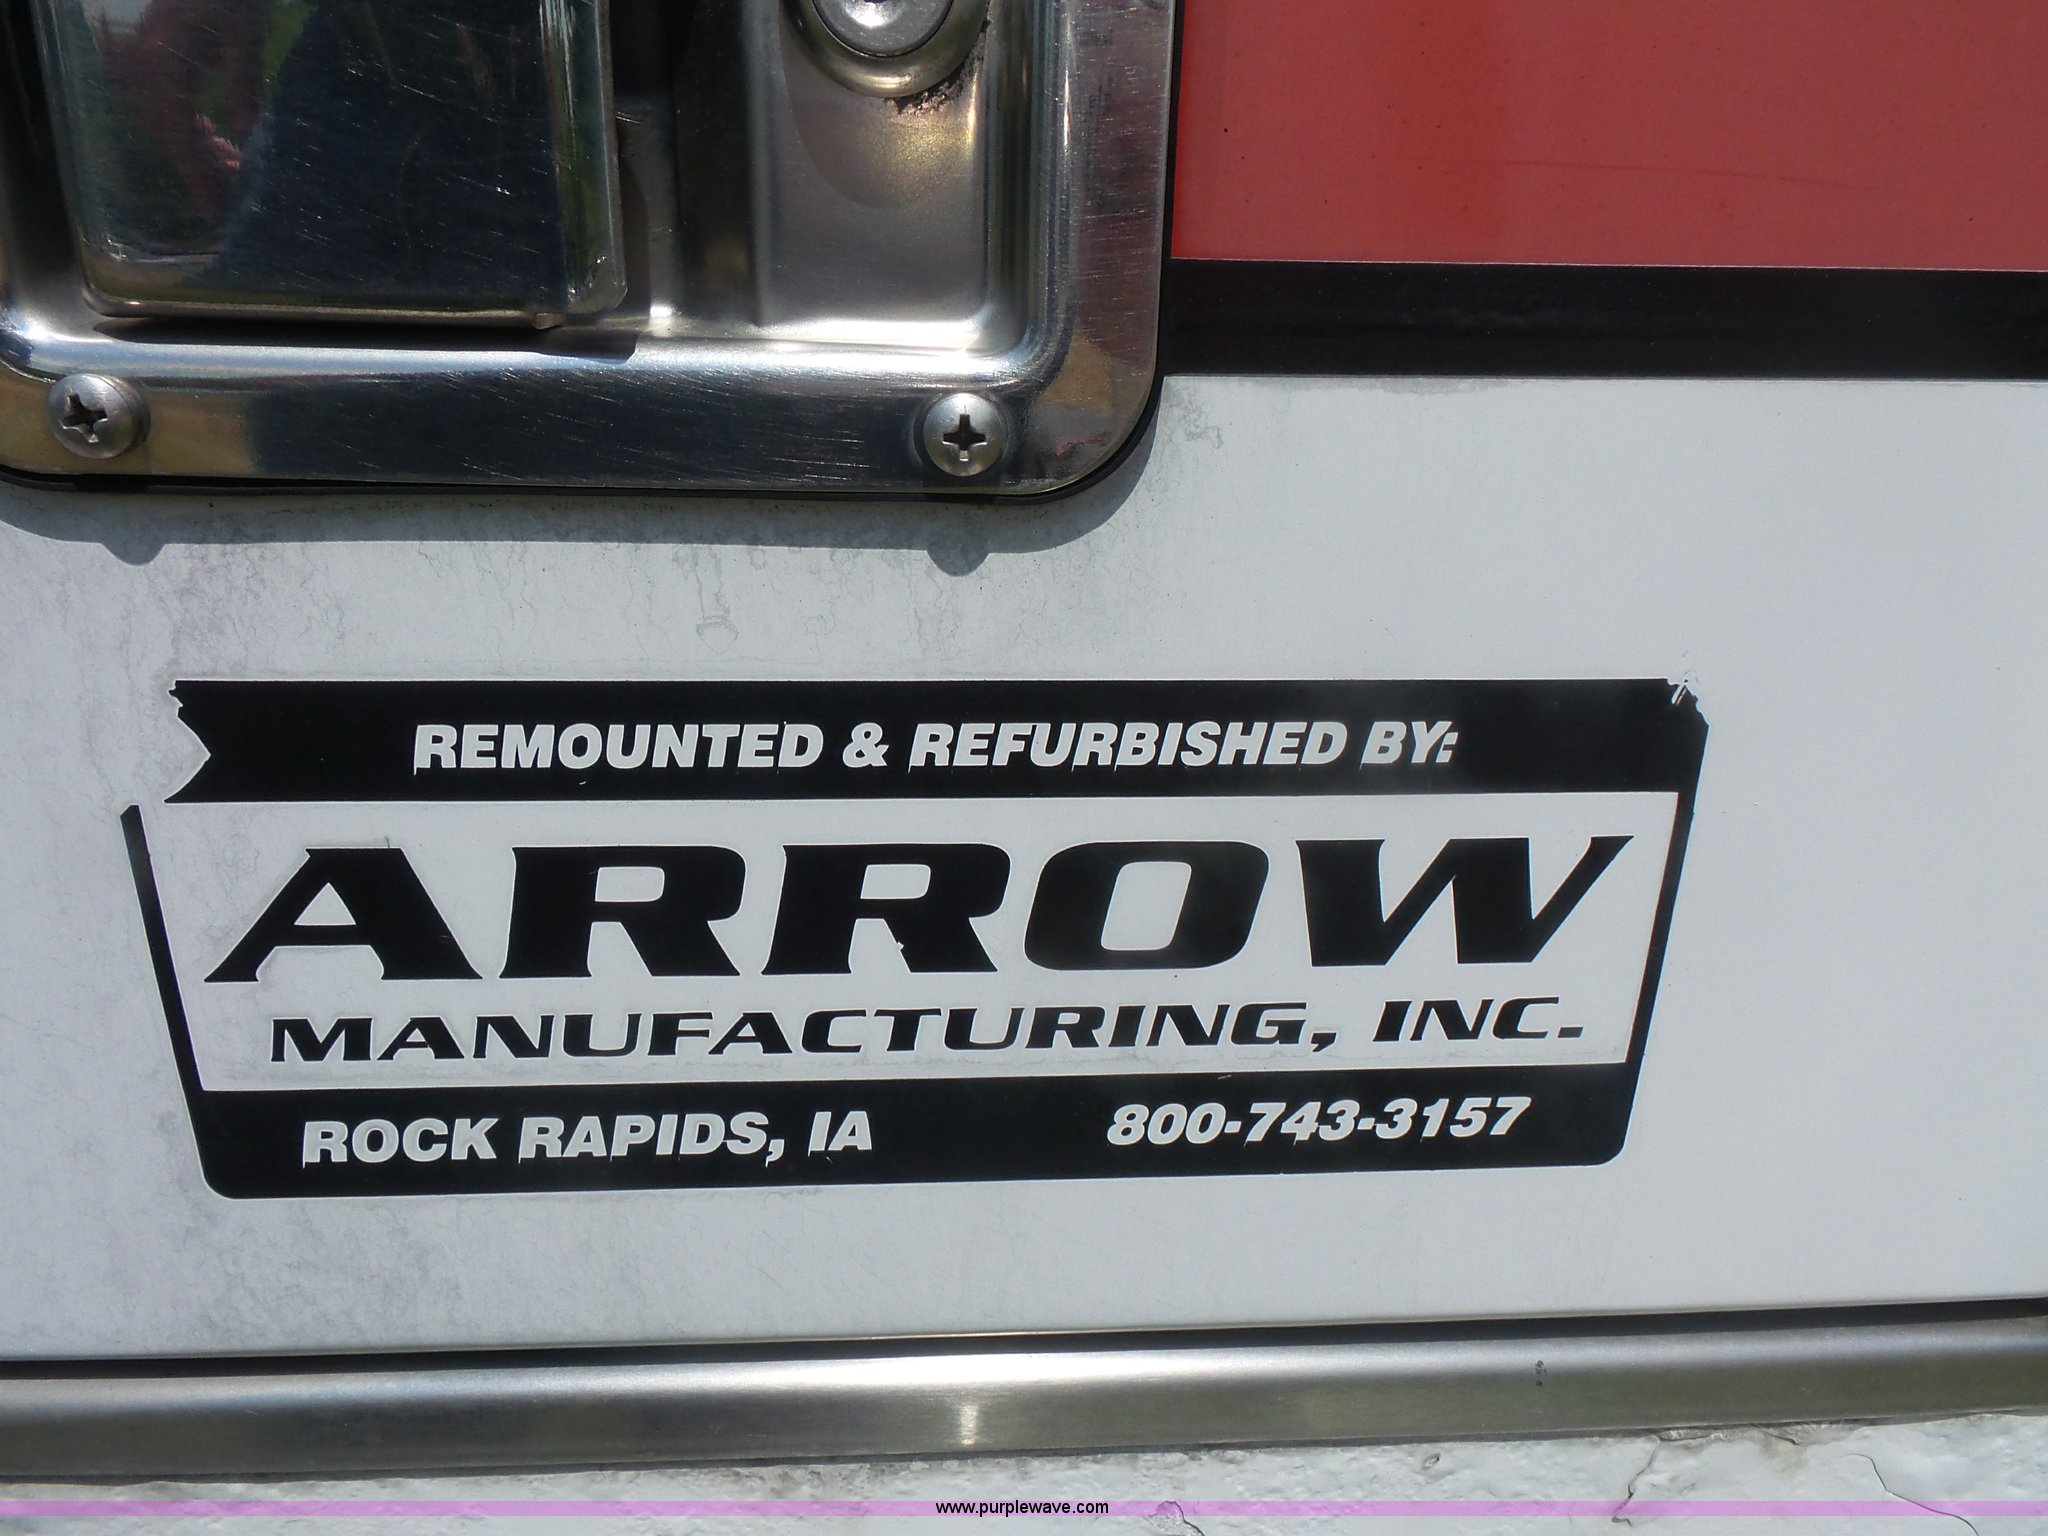 REMOUNTED & REFURBISHED BY:
ARROW
MANUFACTURING, INC.
ROCK RAPIDS, IA 800-743-3157
www.purplewave.com